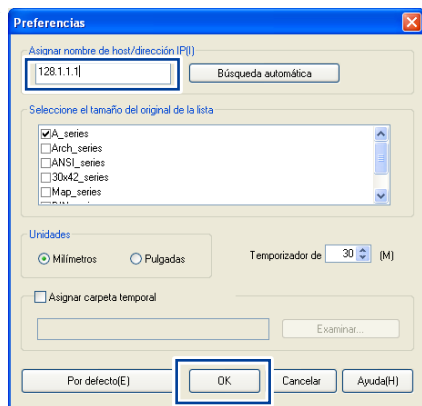 Preferencias
Asignar nombre de host/dirección IP(I)
128.1.1.1
Búsqueda automática
Seleccione el tamaño del original de la lista
A_series
Arch_series
ANSI_series
30x42_series
Map_series
Unidades
Milímetros Pulgadas
Temporizador de 30 (M)
Asignar carpeta temporal
Examinar...
Por defecto(E) OK Cancelar Ayuda(H)